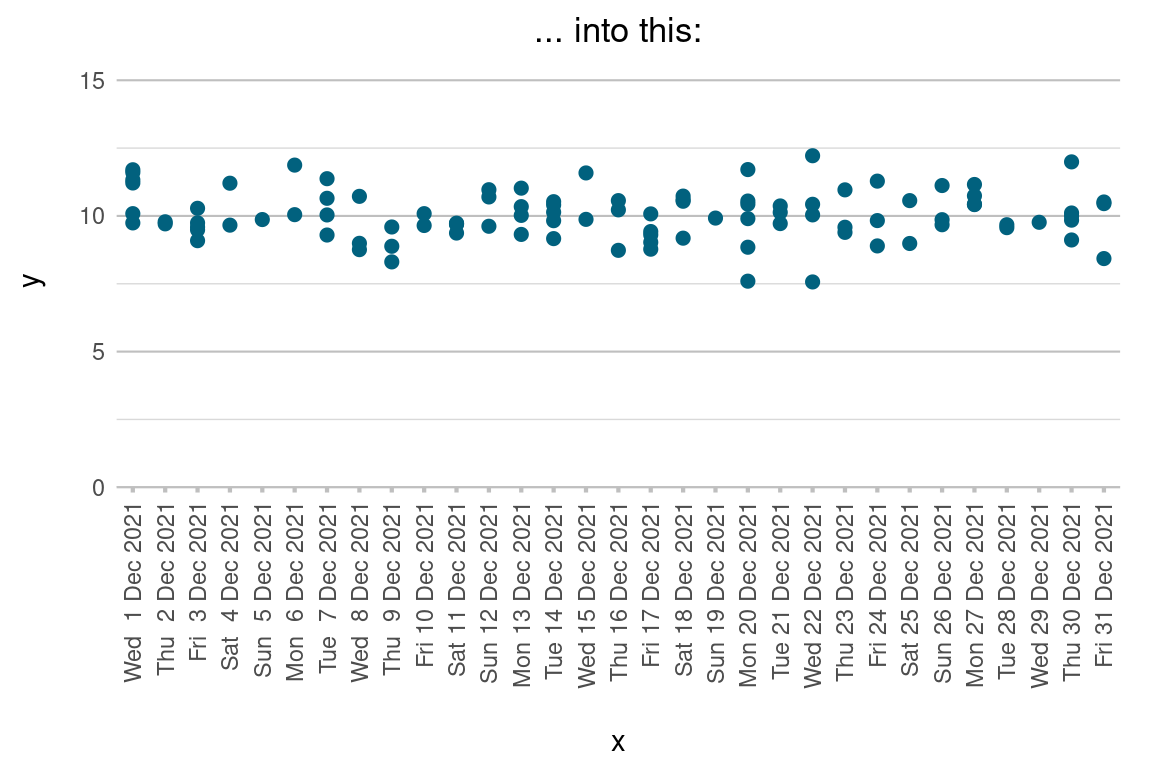 ... into this:
15
10
5
0
y
Wed  1 Dec 2021
Thu  2 Dec 2021
Fri  3 Dec 2021
Sat  4 Dec 2021
Sun  5 Dec 2021
Mon  6 Dec 2021
Tue  7 Dec 2021
Wed  8 Dec 2021
Thu  9 Dec 2021
Fri 10 Dec 2021
Sat 11 Dec 2021
Sun 12 Dec 2021
Mon 13 Dec 2021
Tue 14 Dec 2021
Wed 15 Dec 2021
Thu 16 Dec 2021
Fri 17 Dec 2021
Sat 18 Dec 2021
Sun 19 Dec 2021
Mon 20 Dec 2021
Tue 21 Dec 2021
Wed 22 Dec 2021
Thu 23 Dec 2021
Fri 24 Dec 2021
Sat 25 Dec 2021
Sun 26 Dec 2021
Mon 27 Dec 2021
Tue 28 Dec 2021
Wed 29 Dec 2021
Thu 30 Dec 2021
Fri 31 Dec 2021
x